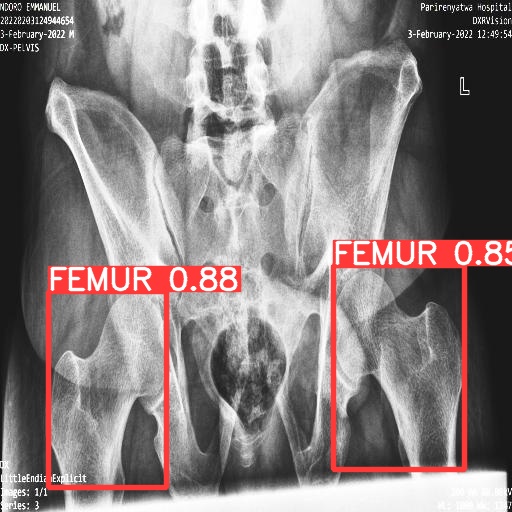 NDORO EMMANUEL
20220203124944654
3-February-2022 M
DX-PELVIS
Parirenyatwa Hospital
DXRVision
3-February-2022 12:49:54
L
FEMUR 0.88
FEMUR 0.85
DX
LittleEndianExplicit
Images: 1/1
Series: 3